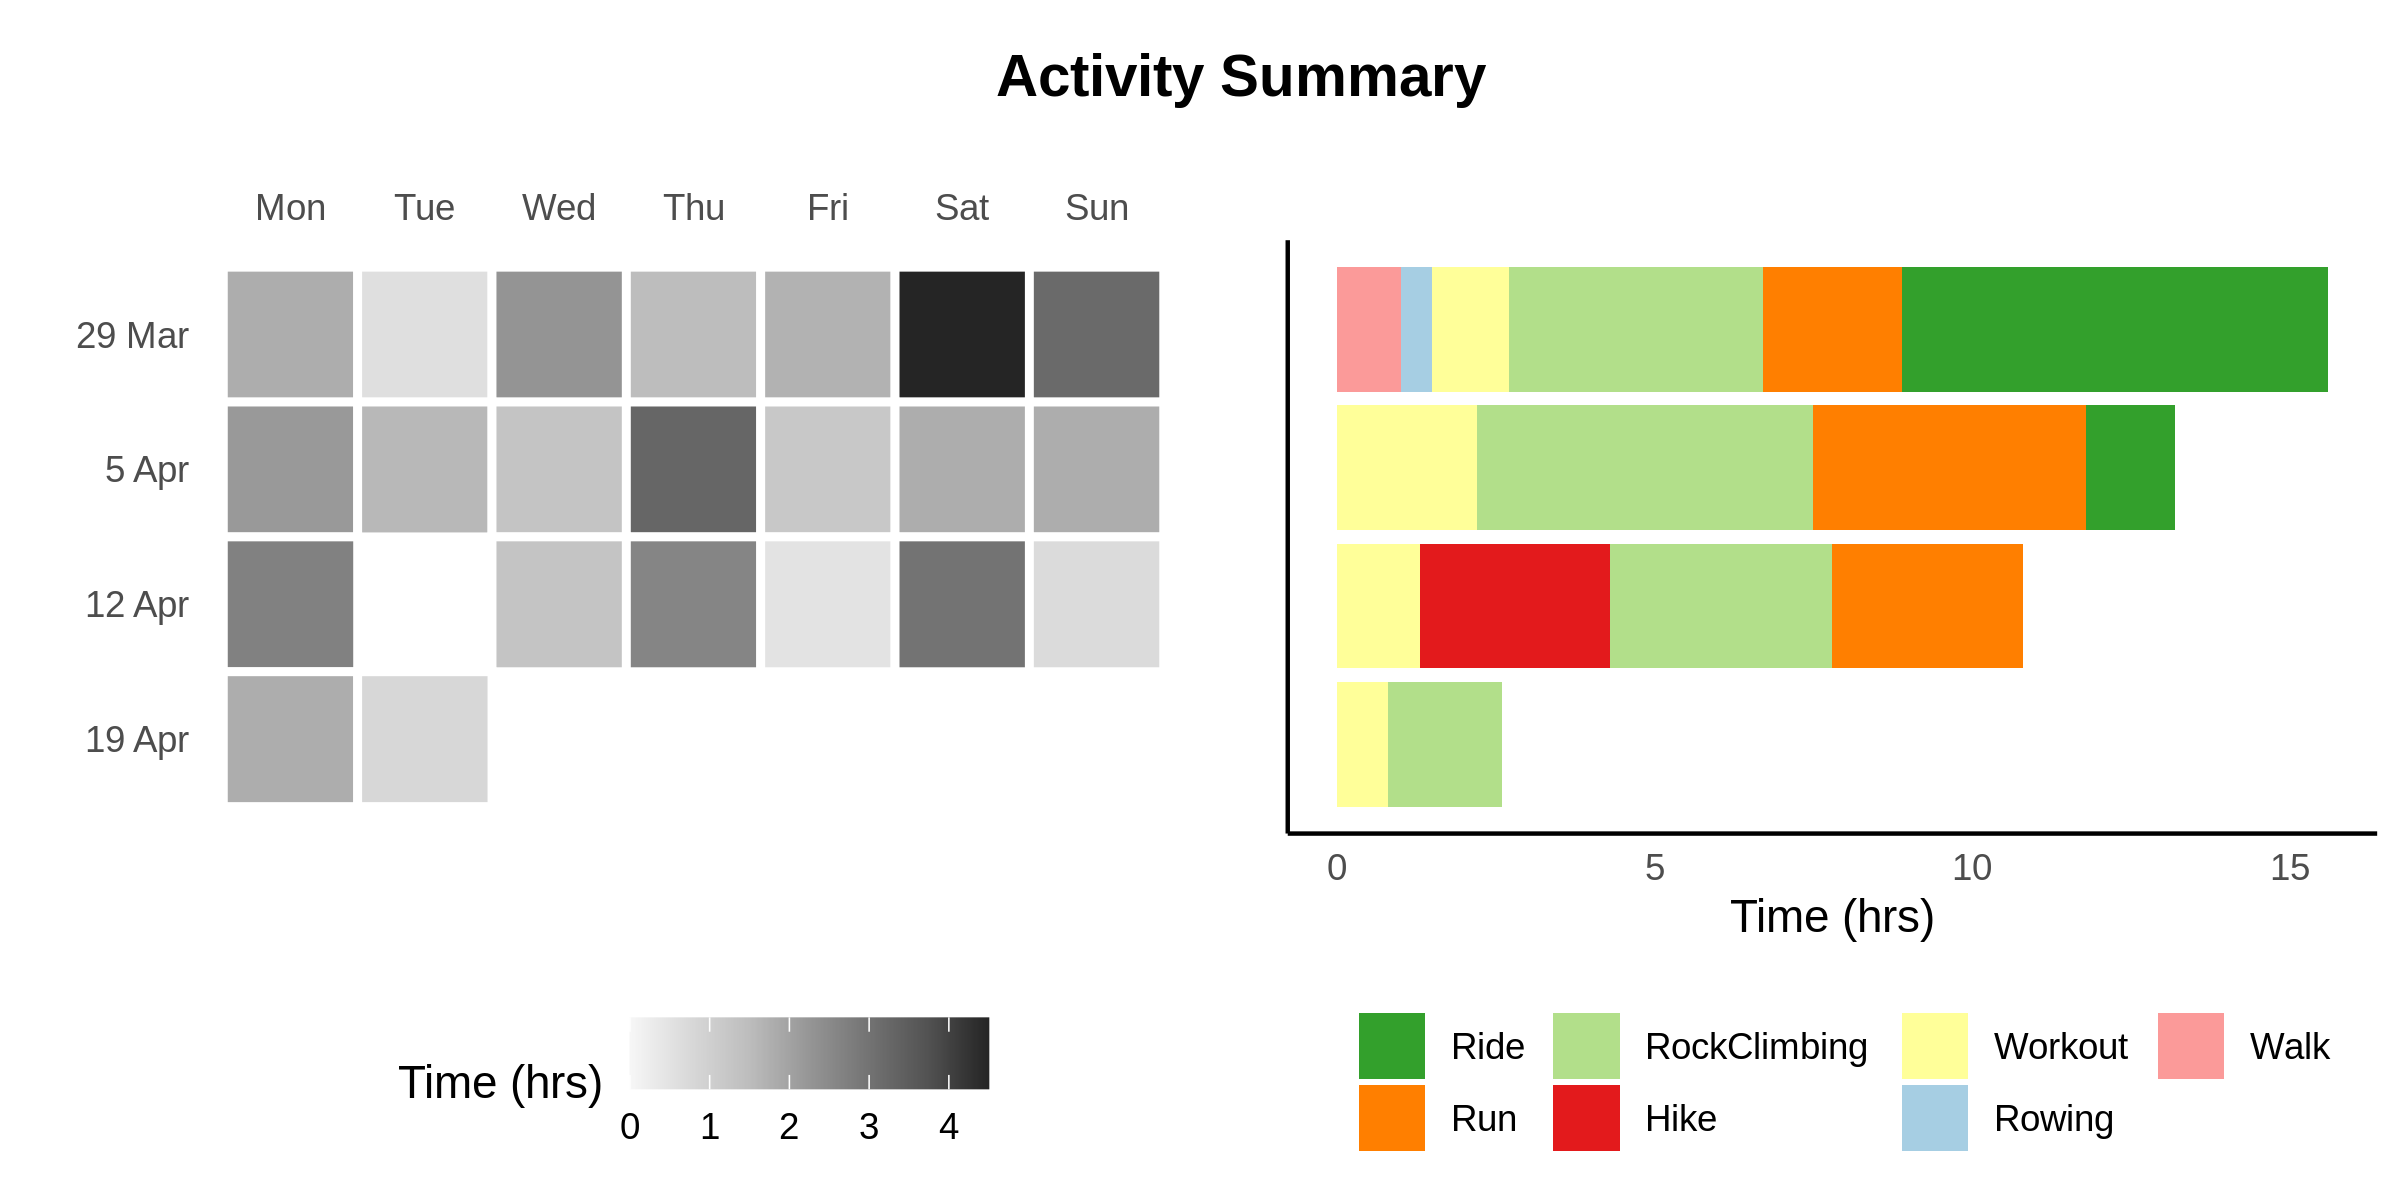 Activity Summary
Mon Tue Wed Thu Fri Sat Sun
29 Mar
5 Apr
12 Apr
19 Apr
0 5 10 15
Time (hrs)
Time (hrs)
0 1 2 3 4
Ride RockClimbing Workout Walk
Run Hike Rowing